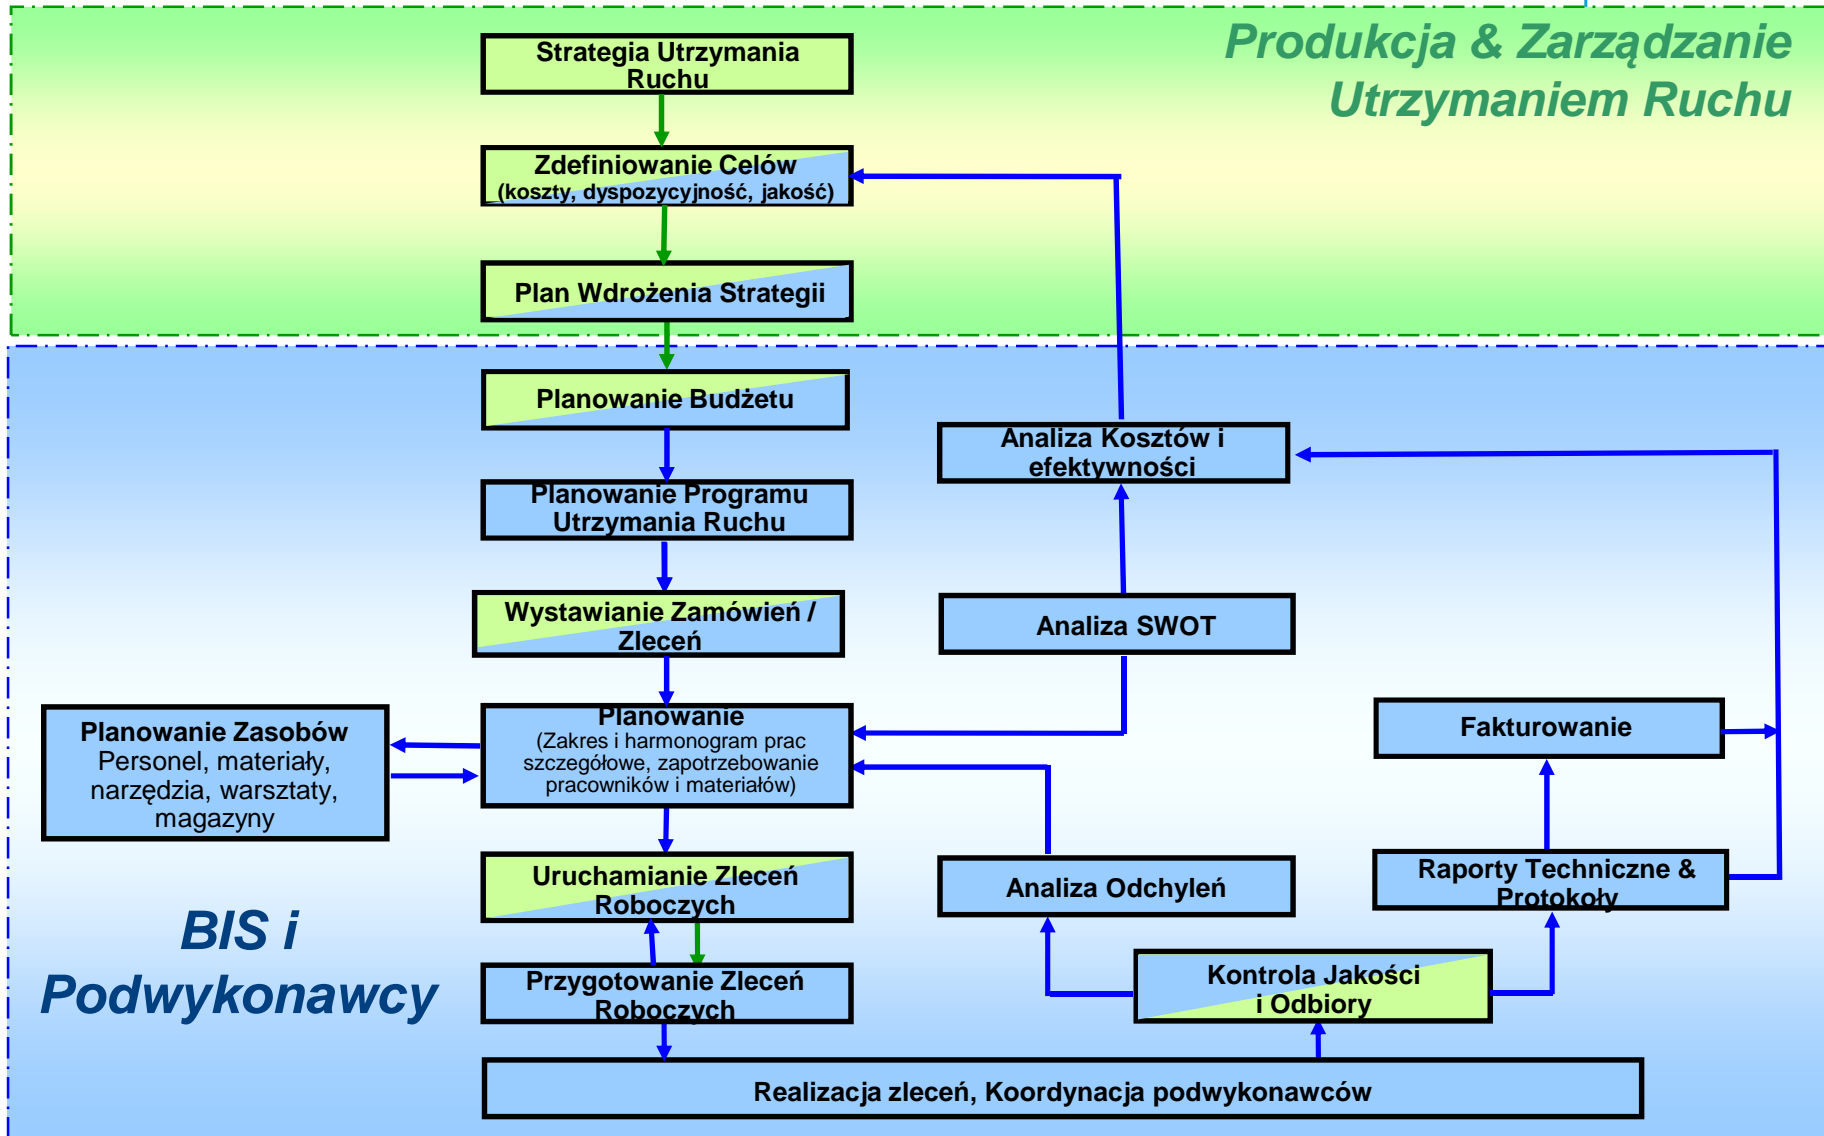 Produkcja & Zarządzanie
Utrzymaniem Ruchu
Strategia Utrzymania
Ruchu
Zdefiniowanie Celów
(koszty, dyspozycyjność, jakość)
Plan Wdrożenia Strategii
Planowanie Budżetu
Analiza Kosztów i
efektywności
Planowanie Programu
Utrzymania Ruchu
Wystawianie Zamówień /
Zleceń
Analiza SWOT
Planowanie Zasobów
Personel, materiały,
narzędzia, warsztaty,
magazyny
Planowanie
(Zakres i harmonogram prac
szczegółowe, zapotrzebowanie
pracowników i materiałów)
Fakturowanie
Uruchamianie Zleceń
Roboczych
Analiza Odchyleń
Raporty Techniczne &
Protokoły
BIS i
Podwykonawcy
Przygotowanie Zleceń
Roboczych
Kontrola Jakości
i Odbiory
Realizacja zleceń, Koordynacja podwykonawców